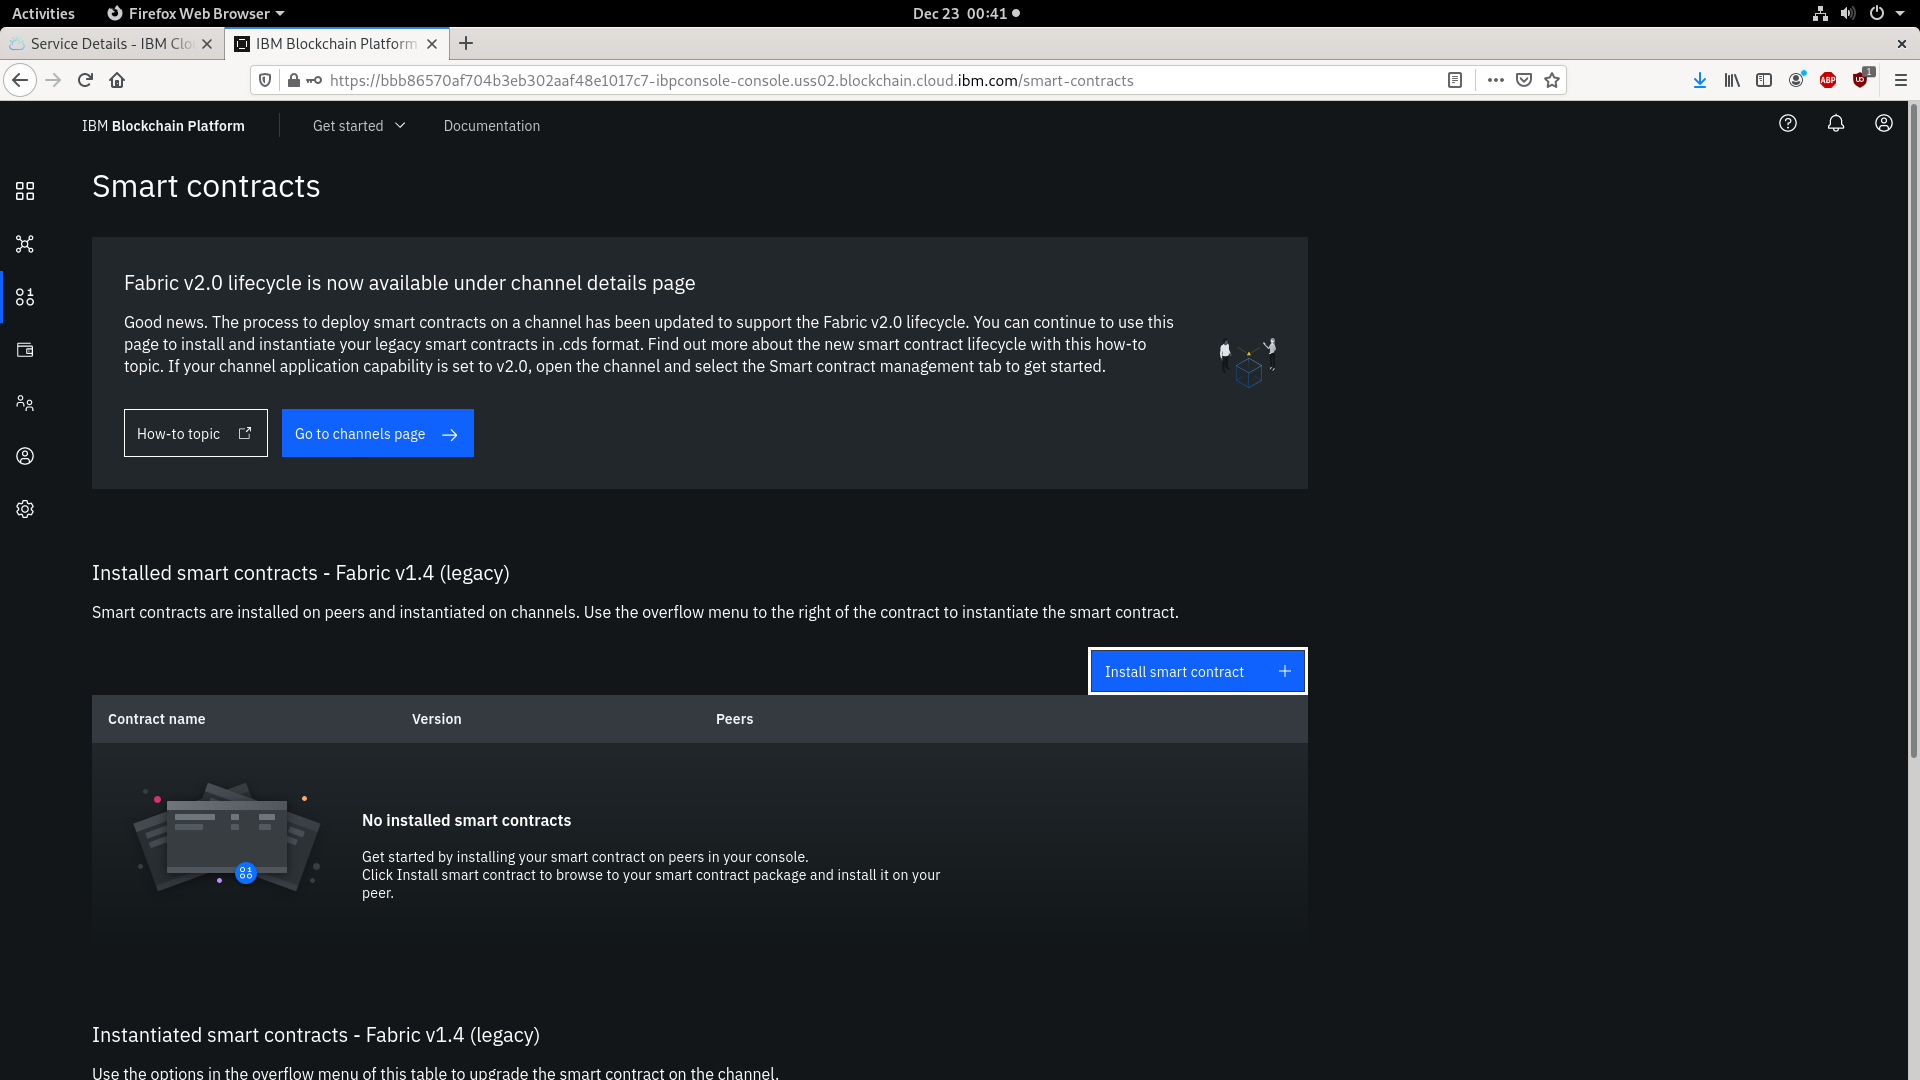 Activities
Firefox Web Browser
Dec 23 00:41
Service Details - IBM Clo
IBM Blockchain Platform
https://bbb86570af704b3eb302aaf48e1017c7-ibpconsole-console.uss02.blockchain.cloud.ibm.com/smart-contracts
ABP
1
IBM Blockchain Platform
Get started
Documentation
Smart contracts
Fabric v2.0 lifecycle is now available under channel details page
Good news. The process to deploy smart contracts on a channel has been updated to support the Fabric v2.0 lifecycle. You can continue to use this
page to install and instantiate your legacy smart contracts in .cds format. Find out more about the new smart contract lifecycle with this how-to
topic. If your channel application capability is set to v2.0, open the channel and select the Smart contract management tab to get started.
How-to topic
Go to channels page
Installed smart contracts - Fabric v1.4 (legacy)
Smart contracts are installed on peers and instantiated on channels. Use the overflow menu to the right of the contract to instantiate the smart contract.
Install smart contract
Contract name
Version
Peers
No installed smart contracts
Get started by installing your smart contract on peers in your console.
Click Install smart contract to browse to your smart contract package and install it on your
peer.
Instantiated smart contracts - Fabric v1.4 (legacy)
Use the options in the overflow menu of this table to upgrade the smart contract on the channel.